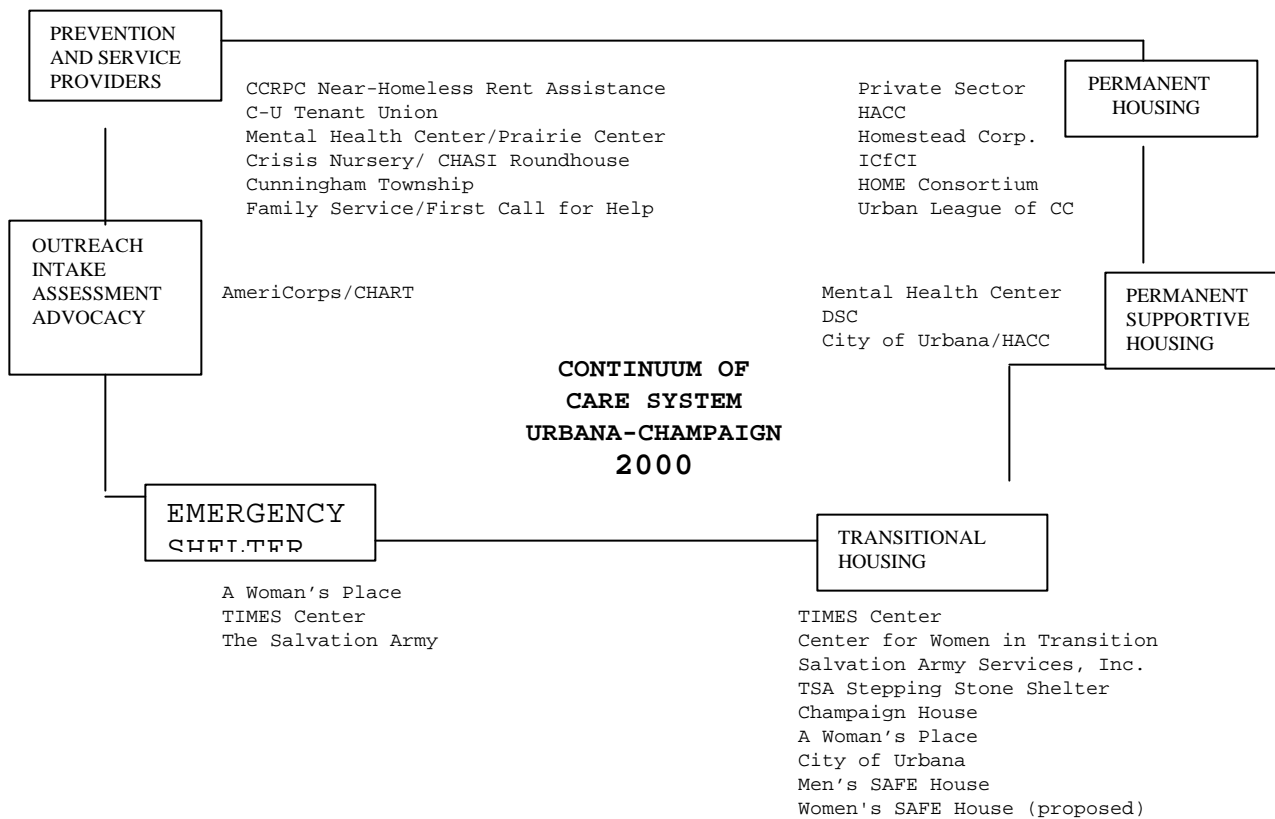 PREVENTION
AND SERVICE
PROVIDERS
CCRPC Near-Homeless Rent Assistance
C-U Tenant Union
Mental Health Center/Prairie Center
Crisis Nursery/ CHASI Roundhouse
Cunningham Township
Family Service/First Call for Help
Private Sector
HACC
Homestead Corp.
ICfCI
HOME Consortium
Urban League of CC
PERMANENT
HOUSING
OUTREACH
INTAKE
ASSESSMENT
ADVOCACY
AmeriCorps/CHART
Mental Health Center
DSC
City of Urbana/HACC
PERMANENT
SUPPORTIVE
HOUSING
CONTINUUM OF
CARE SYSTEM
URBANA-CHAMPAIGN
2000
EMERGENCY
SHELTER
A Woman’s Place
TIMES Center
The Salvation Army
TRANSITIONAL
HOUSING
TIMES Center
Center for Women in Transition
Salvation Army Services, Inc.
TSA Stepping Stone Shelter
Champaign House
A Woman’s Place
City of Urbana
Men’s SAFE House
Women's SAFE House (proposed)